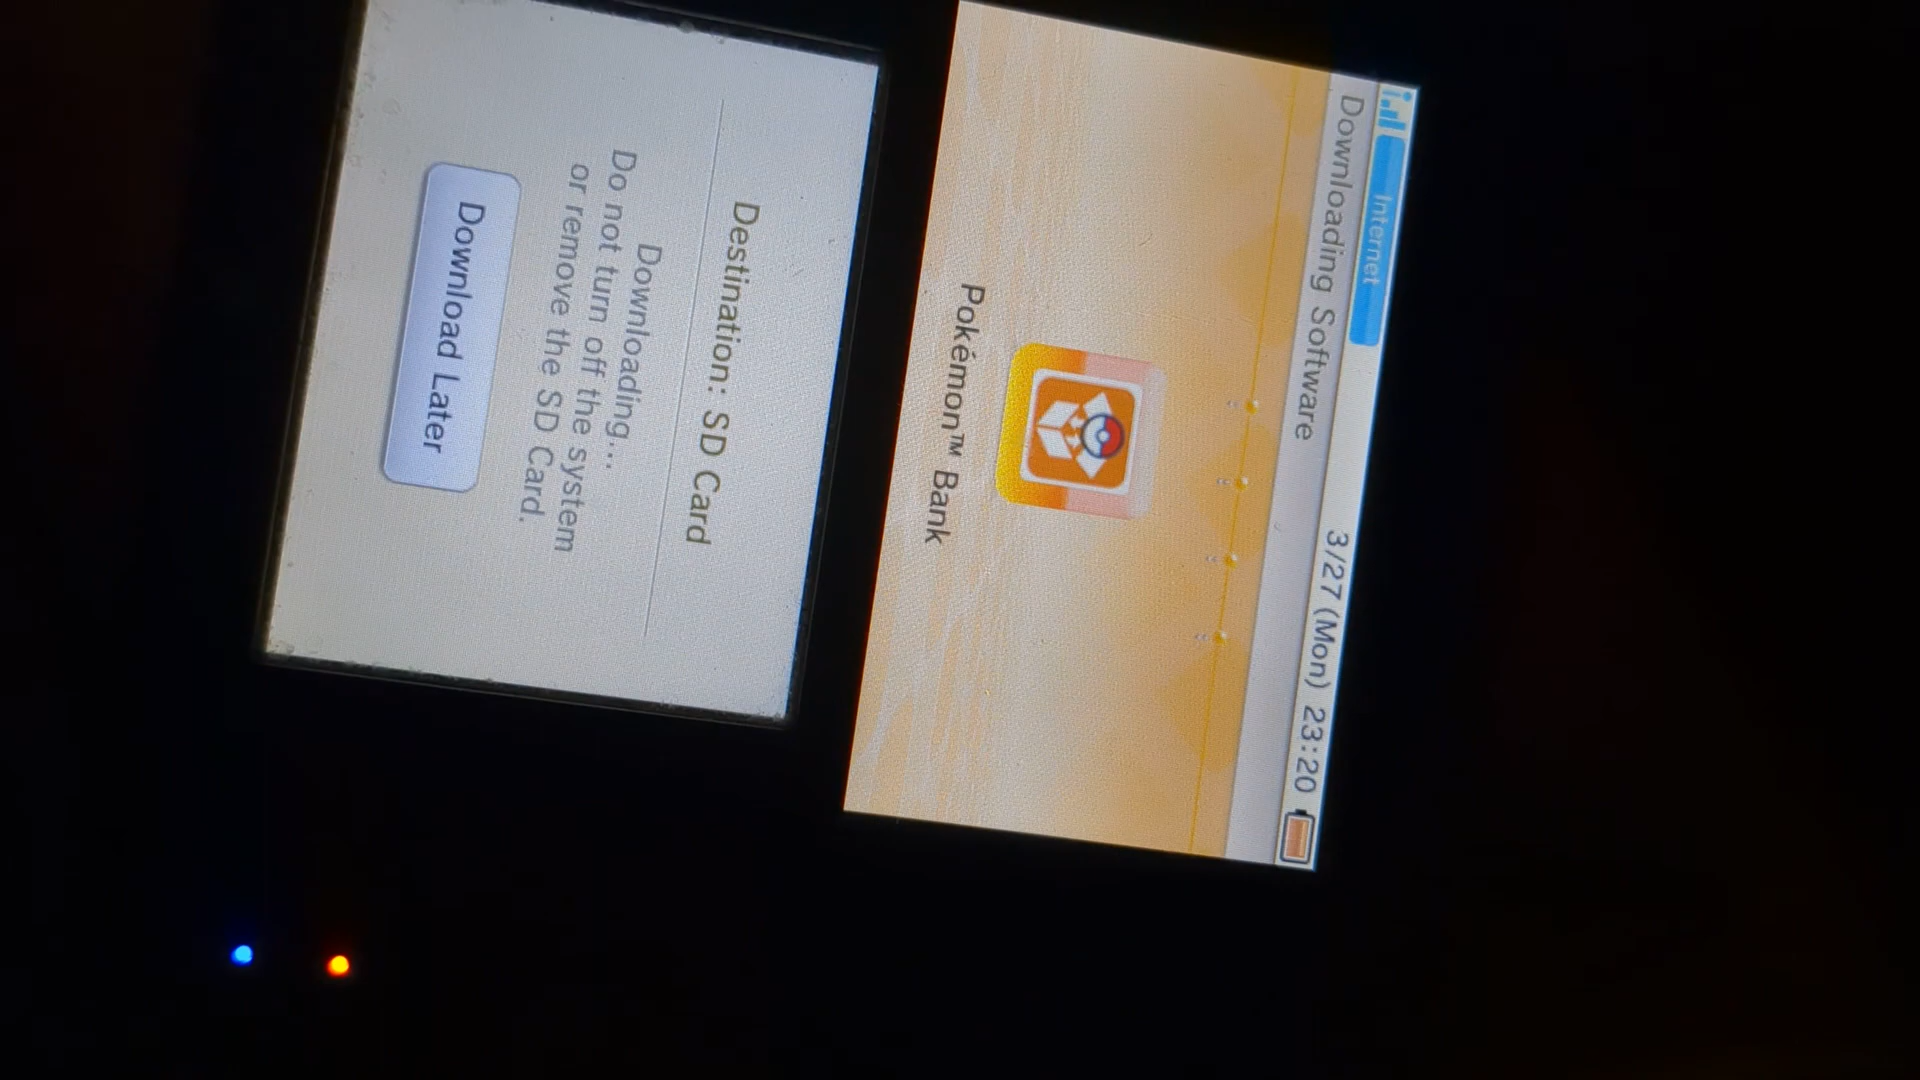 Internet
3/27 (Mon) 23:20
Downloading Software
Pokémon™ Bank
Destination: SD Card
Downloading...
Do not turn off the system
or remove the SD Card.
Download Later